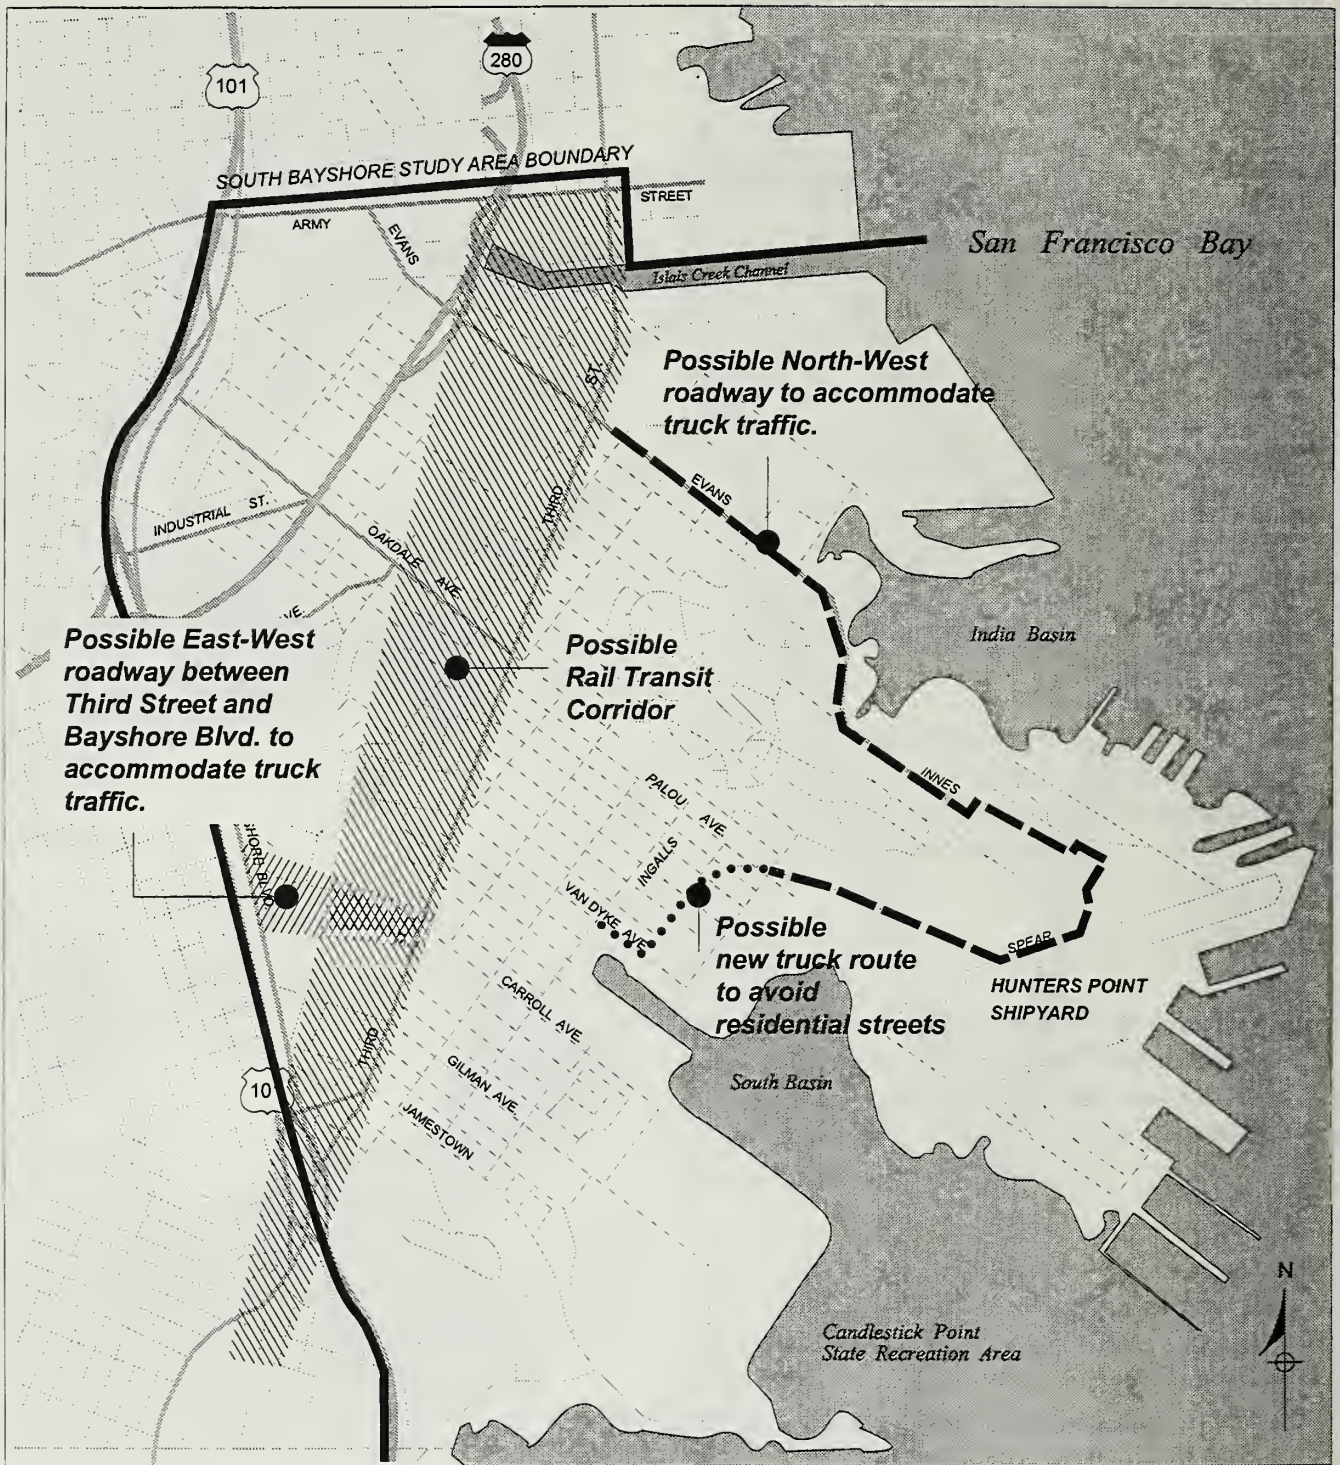 101
280
SOUTH BAYSHORE STUDY AREA BOUNDARY
STREET
ARMY
EVANS
San Francisco Bay
Islais Creek Channel
Possible North-West
roadway to accommodate
truck traffic.
ST.
EVANS
THIRD
INDUSTRIAL ST.
OAKDALE AVE.
VE.
Possible East-West
roadway between
Third Street and
Bayshore Blvd. to
accommodate truck
traffic.
Possible
Rail Transit
Corridor
India Basin
INNES
PALOU AVE.
INGALLS
VAN DYKE AVE.
SHORE BLVD.
Possible
new truck route
to avoid
residential streets
SPEAR
HUNTERS POINT
SHIPYARD
CARROLL AVE.
THIRD
GILMAN AVE.
JAMESTOWN
10
South Basin
Candlestick Point
State Recreation Area
N